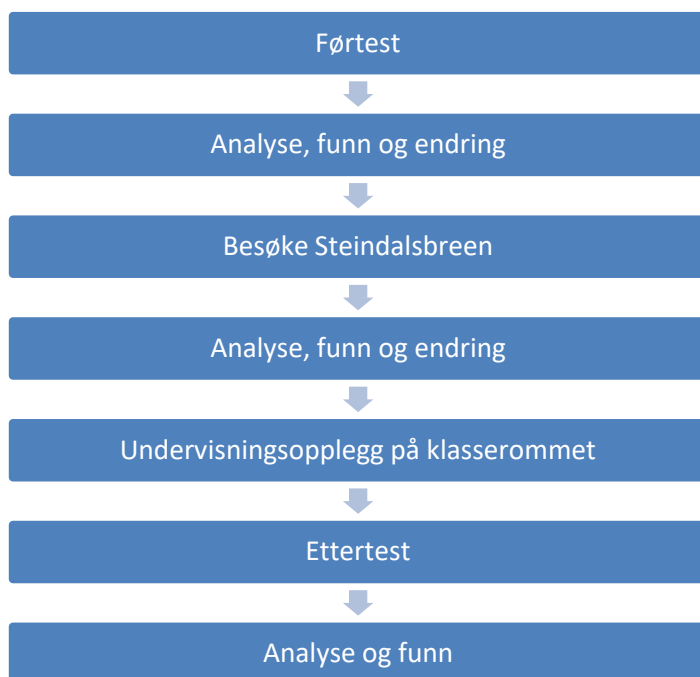 Førtest
Analyse, funn og endring
Besøke Steindalsbreen
Analyse, funn og endring
Undervisningsopplegg på klasserommet
Ettertest
Analyse og funn